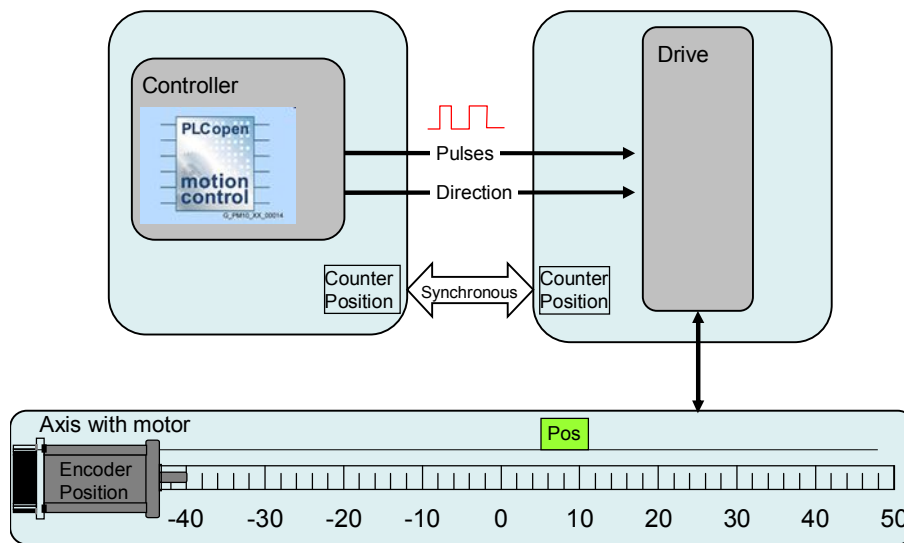 Controller
PLCopen
motion
control
G_PM10_XX_00014
Pulses
Direction
Drive
Counter
Position
Synchronous
Counter
Position
Axis with motor
Pos
Encoder
Position
-40 -30 -20 -10 0 10 20 30 40 50